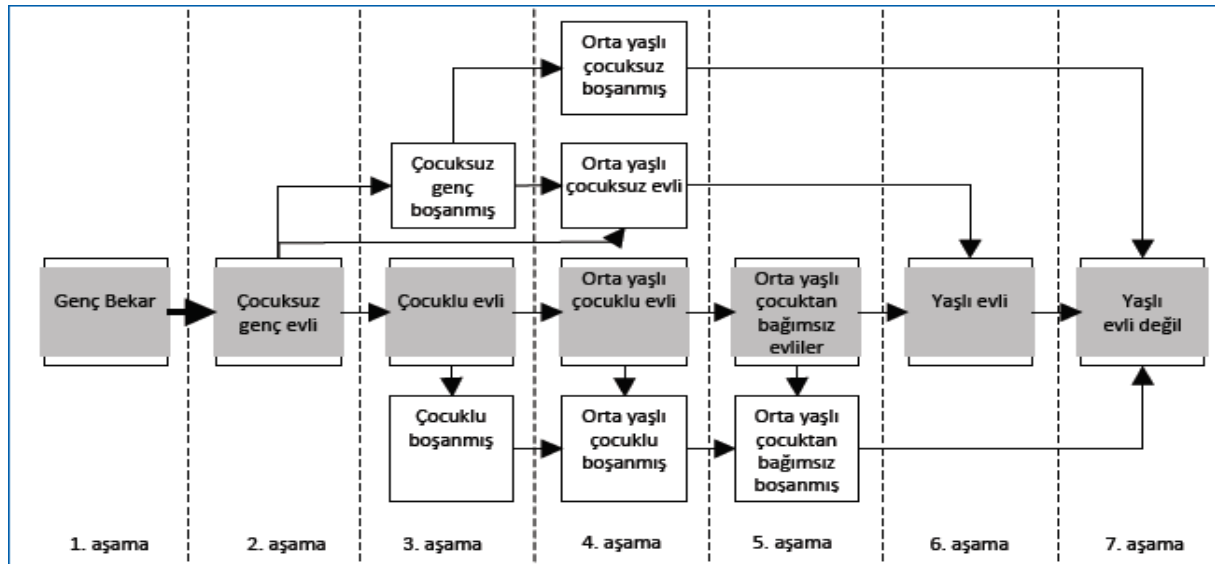 Orta yaşlı
çocuksuz
boşanmış
Çocuksuz
genç
boşanmış
Orta yaşlı
çocuksuz evli
Genç Bekar
Çocuksuz
genç evli
Çocuklu evli
Orta yaşlı
çocuklu evli
Orta yaşlı
çocuktan
bağımsız
evliler
Yaşlı evli
Yaşlı
evli değil
Çocuklu
boşanmış
Orta yaşlı
çocuklu
boşanmış
Orta yaşlı
çocuktan
bağımsız
boşanmış
1. aşama
2. aşama
3. aşama
4. aşama
5. aşama
6. aşama
7. aşama